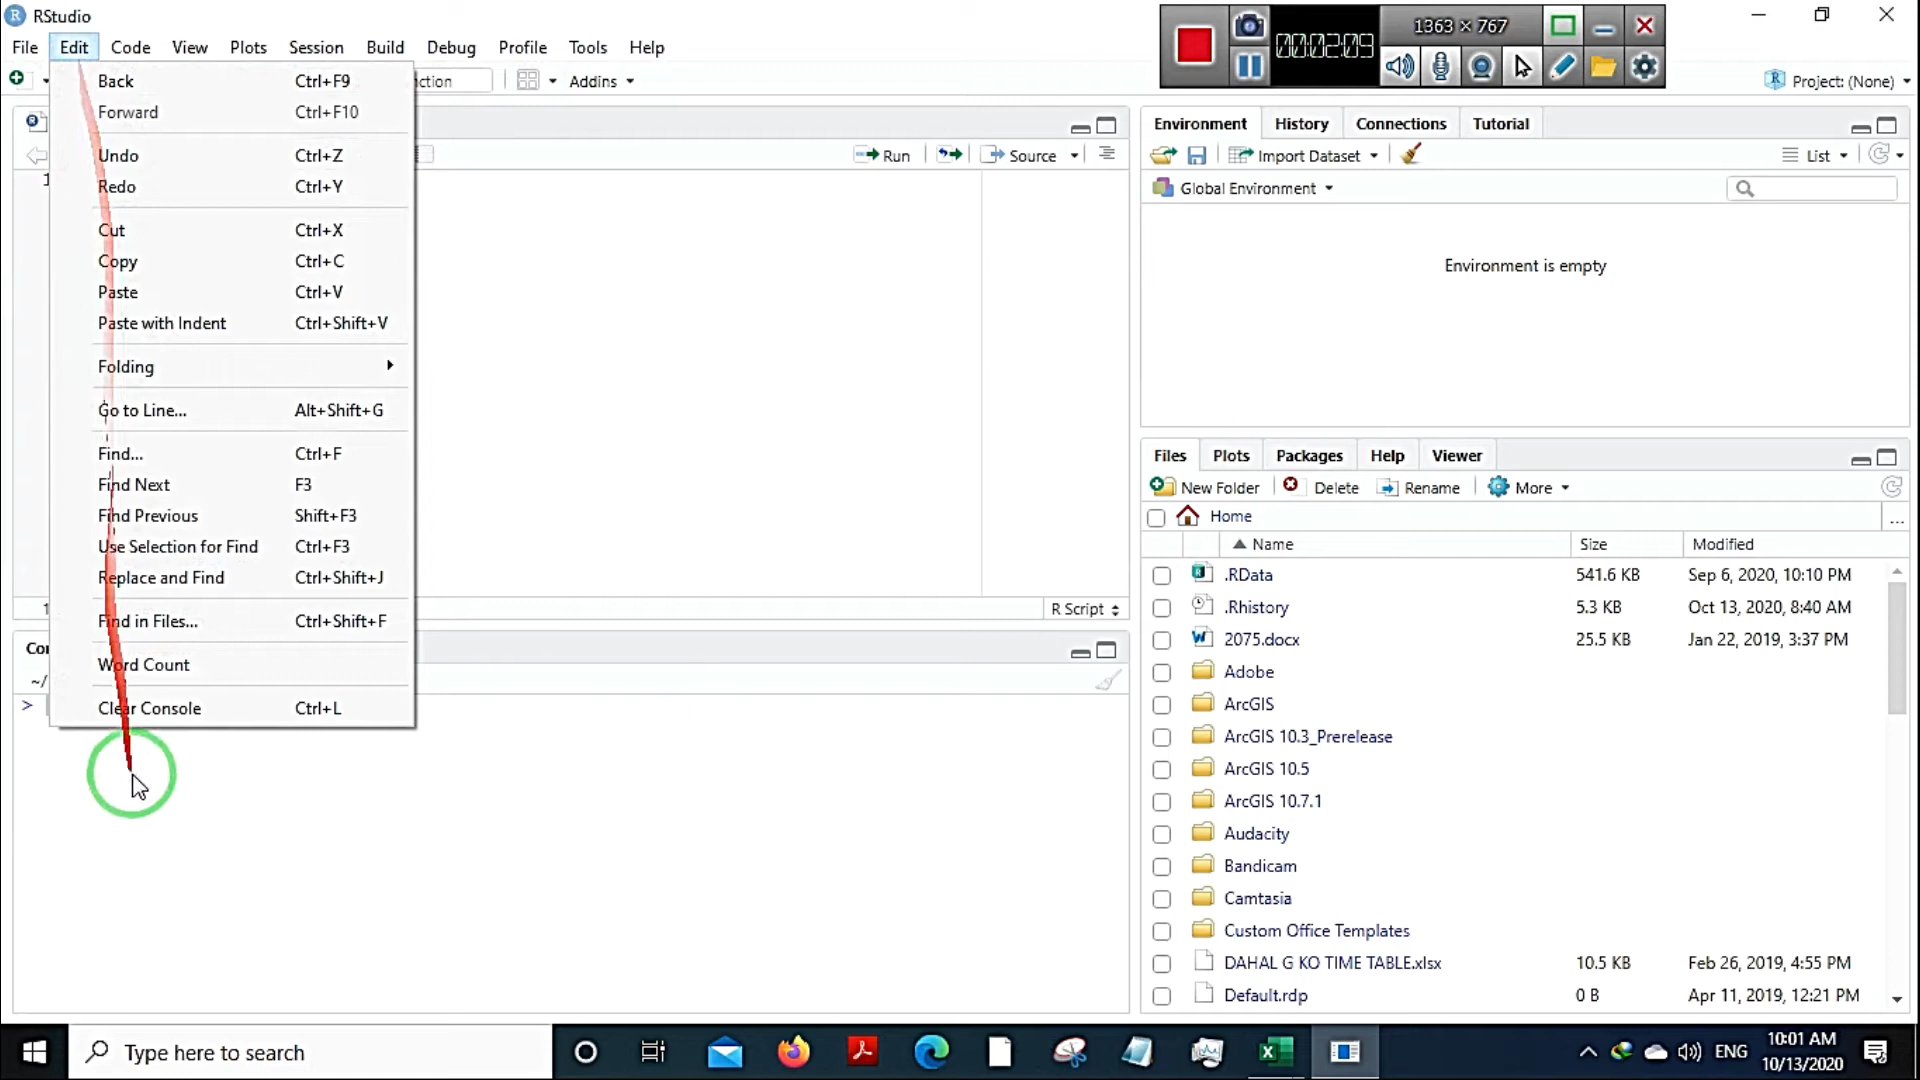 RStudio
File Edit Code View Plots Session Build Debug Profile Tools Help
00:02:09
1363 × 767
Addins
Project: (None)
Back Ctrl+F9
Forward Ctrl+F10
Undo Ctrl+Z
Redo Ctrl+Y
Cut Ctrl+X
Copy Ctrl+C
Paste Ctrl+V
Paste with Indent Ctrl+Shift+V
Folding
Go to Line... Alt+Shift+G
Find... Ctrl+F
Find Next F3
Find Previous Shift+F3
Use Selection for Find Ctrl+F3
Replace and Find Ctrl+Shift+J
Find in Files... Ctrl+Shift+F
Word Count
Clear Console Ctrl+L
Run Source
1
R Script
~/
>
Environment History Connections Tutorial
Import Dataset List
Global Environment
Environment is empty
Files Plots Packages Help Viewer
New Folder Delete Rename More
Home ...
Name Size Modified
.RData 541.6 KB Sep 6, 2020, 10:10 PM
.Rhistory 5.3 KB Oct 13, 2020, 8:40 AM
2075.docx 25.5 KB Jan 22, 2019, 3:37 PM
Adobe
ArcGIS
ArcGIS 10.3_Prerelease
ArcGIS 10.5
ArcGIS 10.7.1
Audacity
Bandicam
Camtasia
Custom Office Templates
DAHAL G KO TIME TABLE.xlsx 10.5 KB Feb 26, 2019, 4:55 PM
Default.rdp 0 B Apr 11, 2019, 12:21 PM
Type here to search
ENG
10:01 AM
10/13/2020